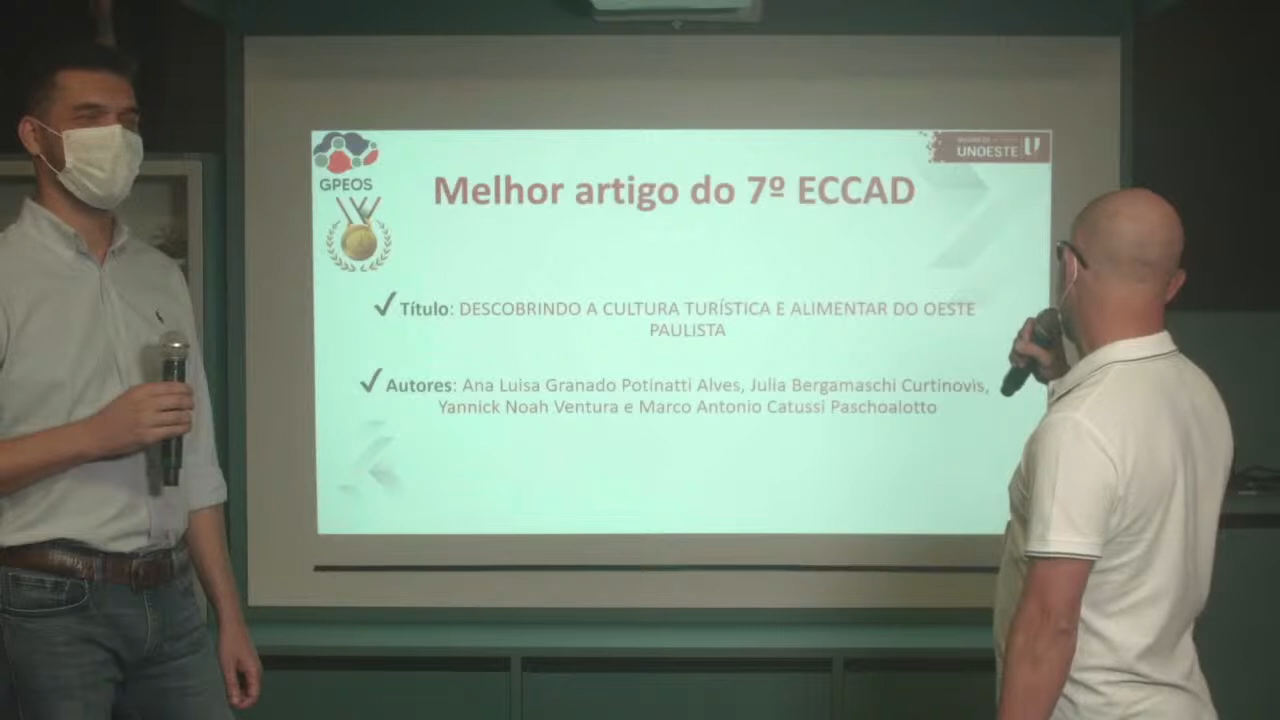 GPEOS
UNOESTE
Melhor artigo do 7º ECCAD
✓ Título: DESCOBRINDO A CULTURA TURÍSTICA E ALIMENTAR DO OESTE
PAULISTA
✓ Autores: Ana Luisa Granado Potinatti Alves, Julia Bergamaschi Curtinovis,
Yannick Noah Ventura e Marco Antonio Catussi Paschoalotto